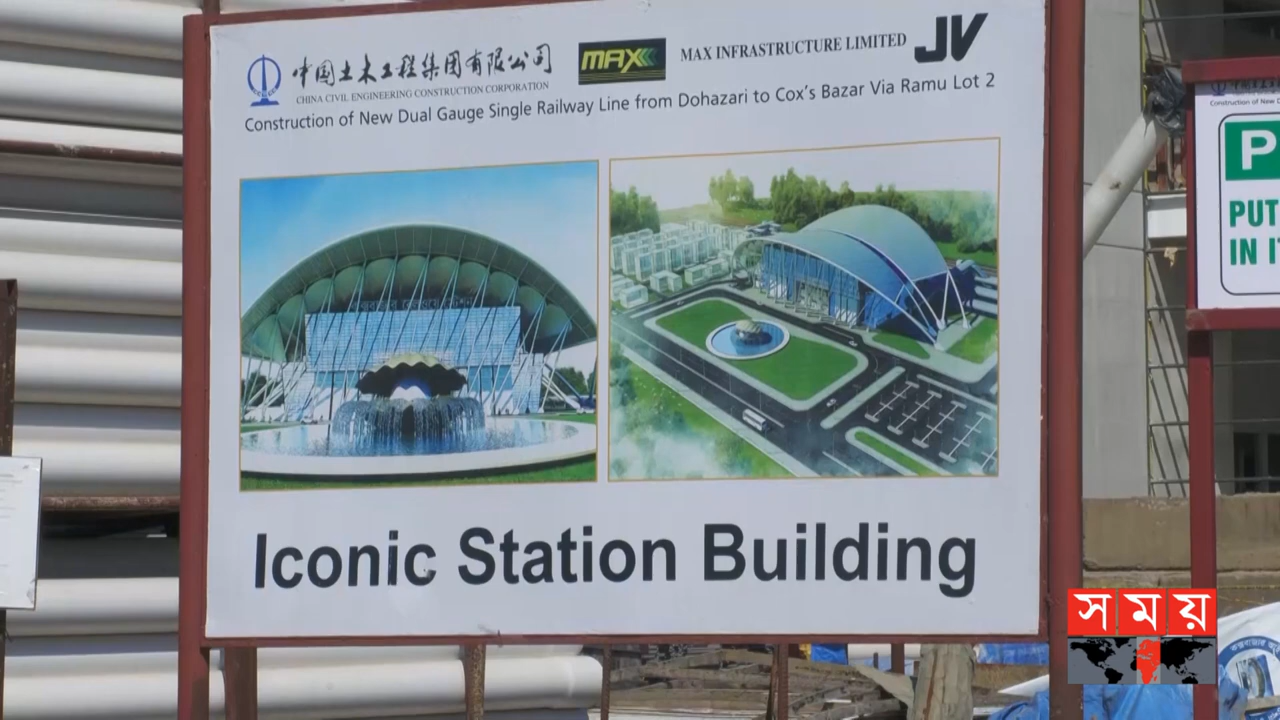 中国土木工程集团有限公司
CHINA CIVIL ENGINEERING CONSTRUCTION CORPORATION
MAX
MAX INFRASTRUCTURE LIMITED
JV
Construction of New Dual Gauge Single Railway Line from Dohazari to Cox's Bazar Via Ramu Lot 2
Iconic Station Building
P
PUT
IN
সময়